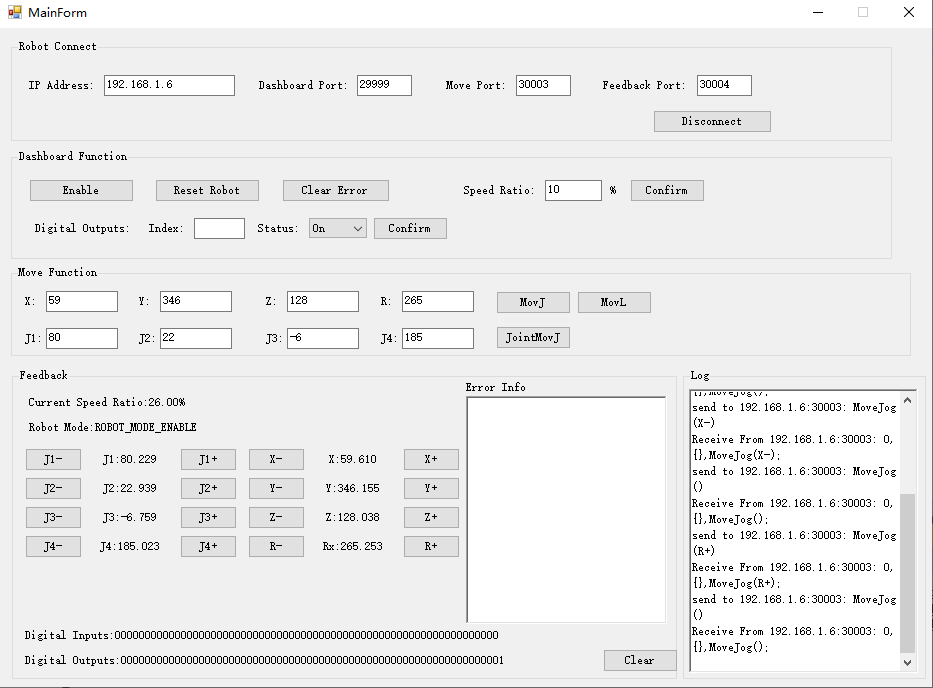 MainForm
Robot Connect
IP Address: 192.168.1.6 Dashboard Port: 29999 Move Port: 30003 Feedback Port: 30004
Disconnect
Dashboard Function
Enable Reset Robot Clear Error Speed Ratio: 10 % Confirm
Digital Outputs: Index: Status: On Confirm
Move Function
X: 59 Y: 346 Z: 128 R: 265 MovJ MovL
J1: 80 J2: 22 J3: -6 J4: 185 JointMovJ
Feedback
Current Speed Ratio:26.00%
Robot Mode:ROBOT_MODE_ENABLE
J1- J1:80.229 J1+ X- X:59.610 X+
J2- J2:22.939 J2+ Y- Y:346.155 Y+
J3- J3:-6.759 J3+ Z- Z:128.038 Z+
J4- J4:185.023 J4+ R- Rx:265.253 R+
Digital Inputs:0000000000000000000000000000000000000000000000000000000000000000
Digital Outputs:0000000000000000000000000000000000000000000000000000000000000001
Error Info
Clear
Log
{},MoveJog();
send to 192.168.1.6:30003: MoveJog
(X-)
Receive From 192.168.1.6:30003: 0,
{},MoveJog(X-);
send to 192.168.1.6:30003: MoveJog
()
Receive From 192.168.1.6:30003: 0,
{},MoveJog();
send to 192.168.1.6:30003: MoveJog
(R+)
Receive From 192.168.1.6:30003: 0,
{},MoveJog(R+);
send to 192.168.1.6:30003: MoveJog
()
Receive From 192.168.1.6:30003: 0,
{},MoveJog();